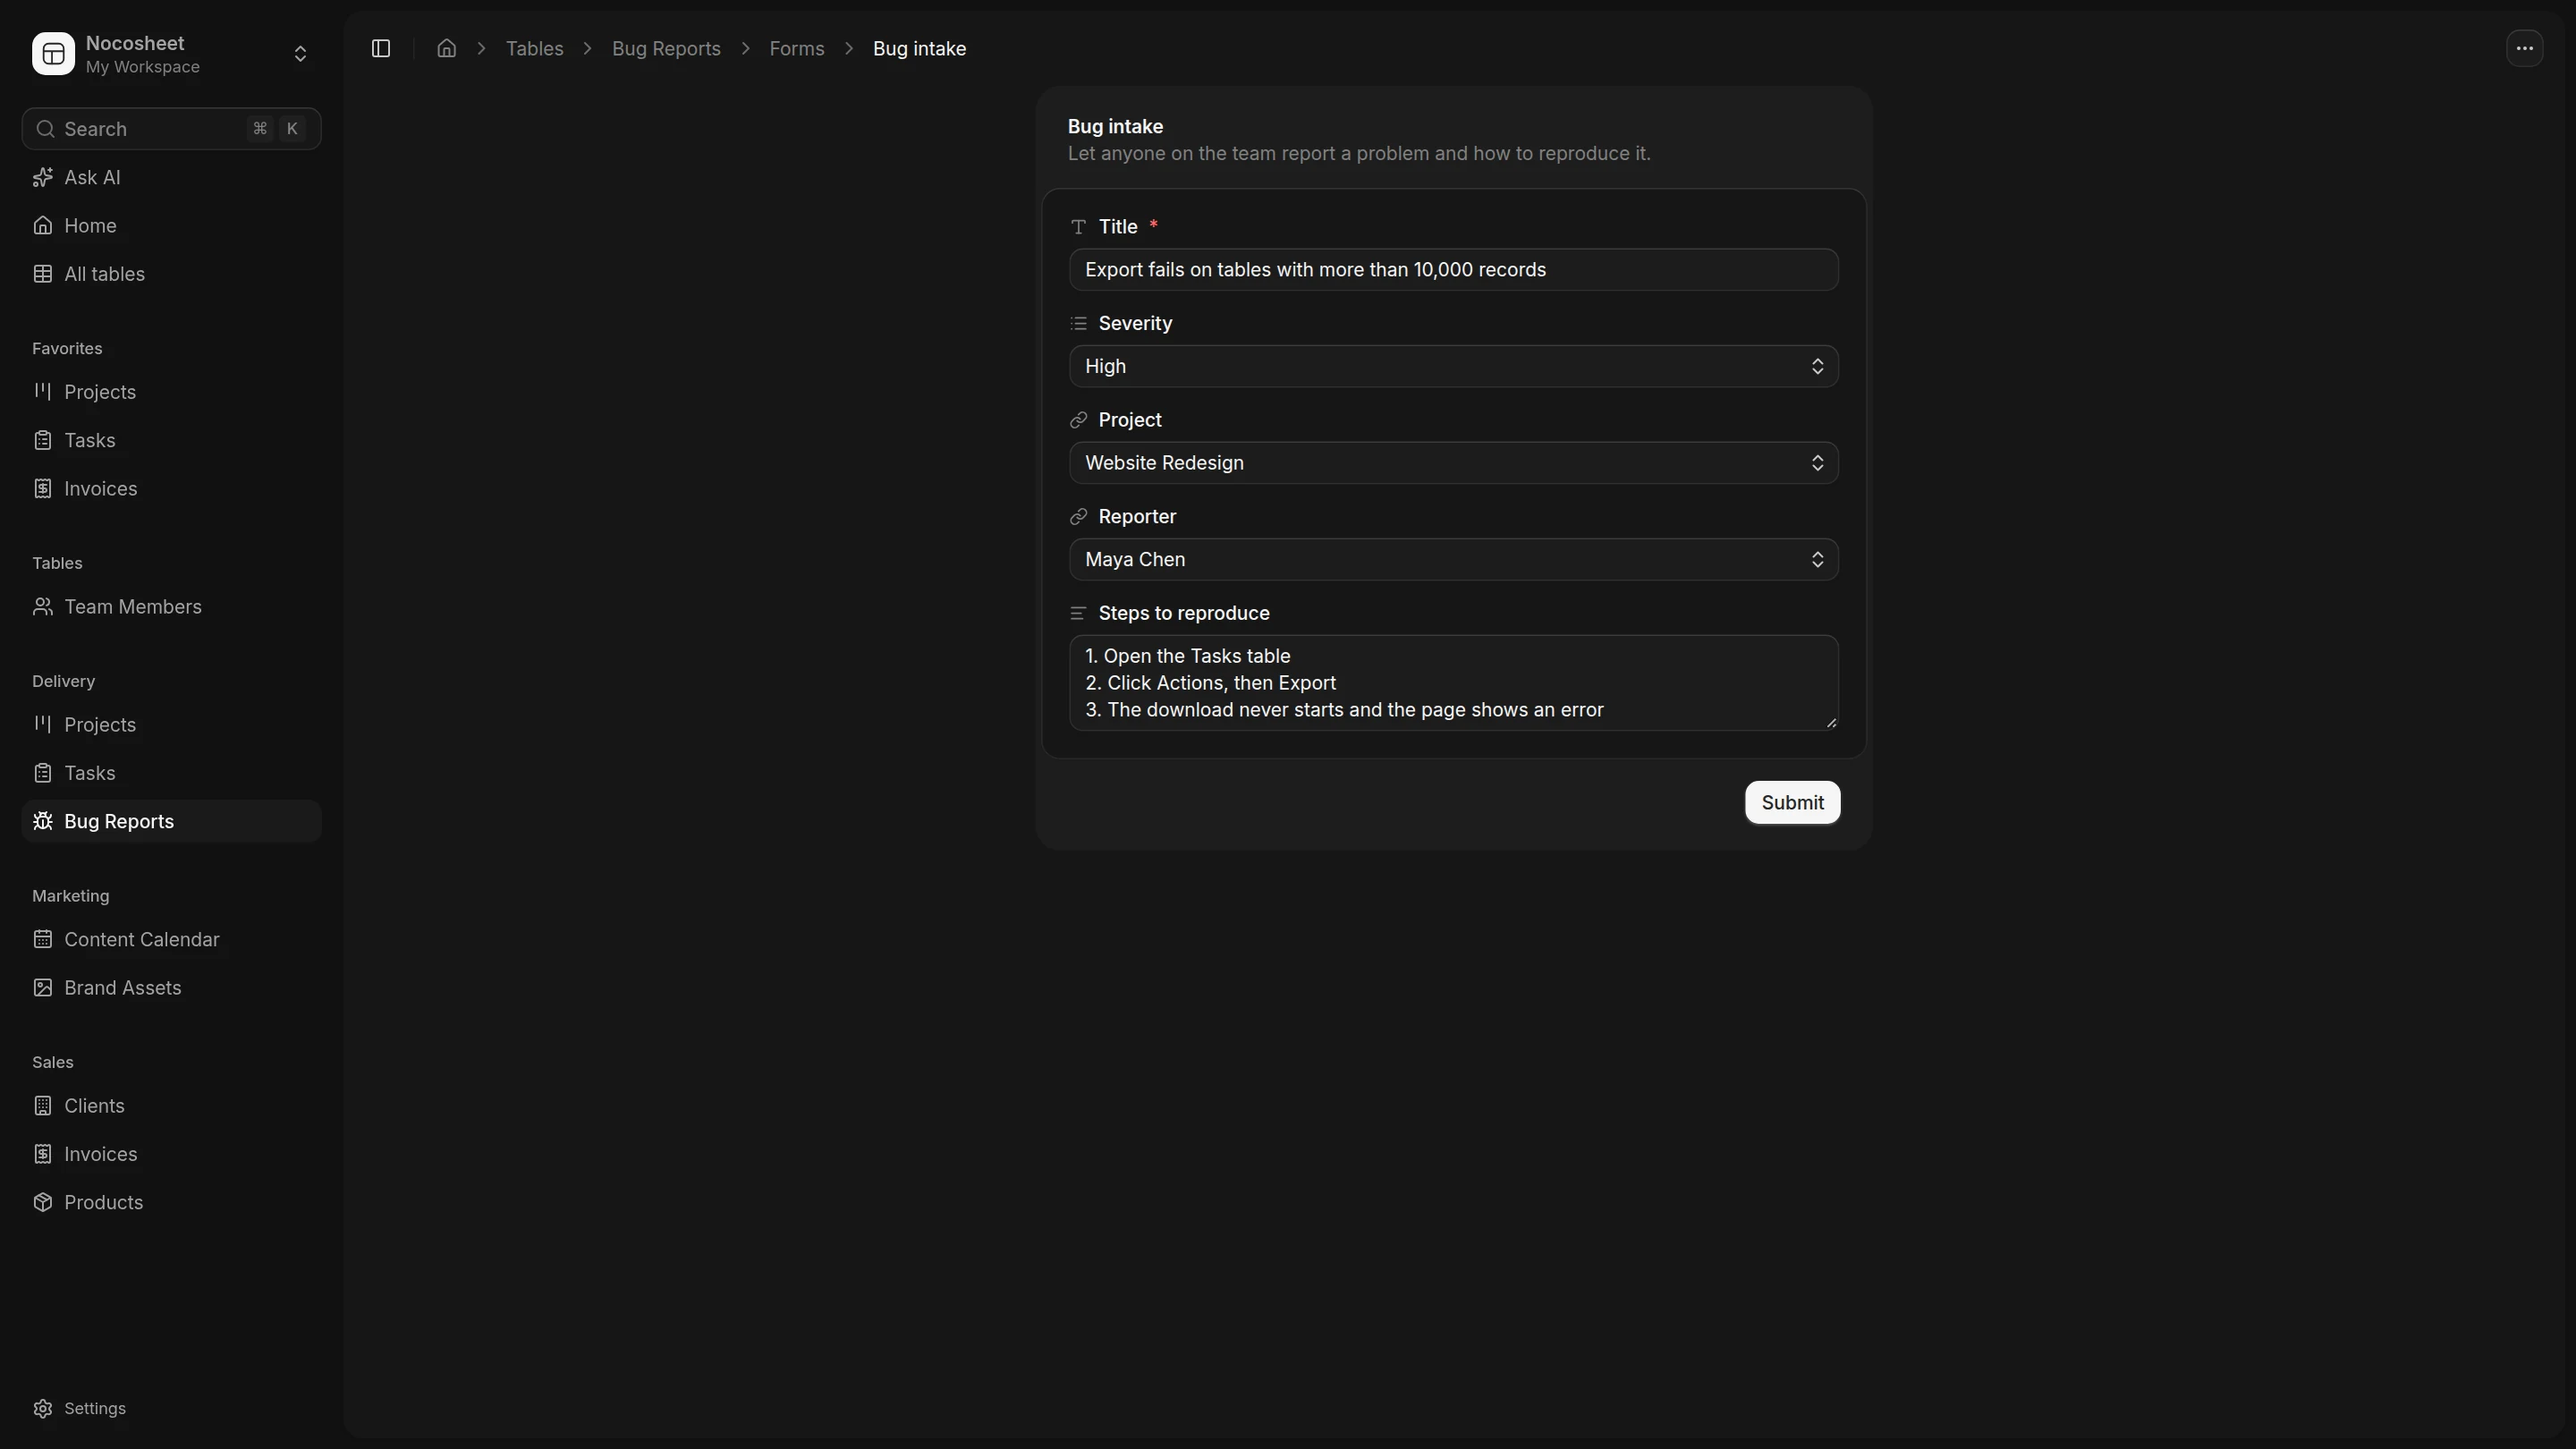 Nocosheet
My Workspace
Search ⌘ K
Ask AI
Home
All tables
Favorites
Projects
Tasks
Invoices
Tables
Team Members
Delivery
Projects
Tasks
Bug Reports
Marketing
Content Calendar
Brand Assets
Sales
Clients
Invoices
Products
Settings
Tables > Bug Reports > Forms > Bug intake
Bug intake
Let anyone on the team report a problem and how to reproduce it.
Title *
Export fails on tables with more than 10,000 records
Severity
High
Project
Website Redesign
Reporter
Maya Chen
Steps to reproduce
1. Open the Tasks table
2. Click Actions, then Export
3. The download never starts and the page shows an error
Submit